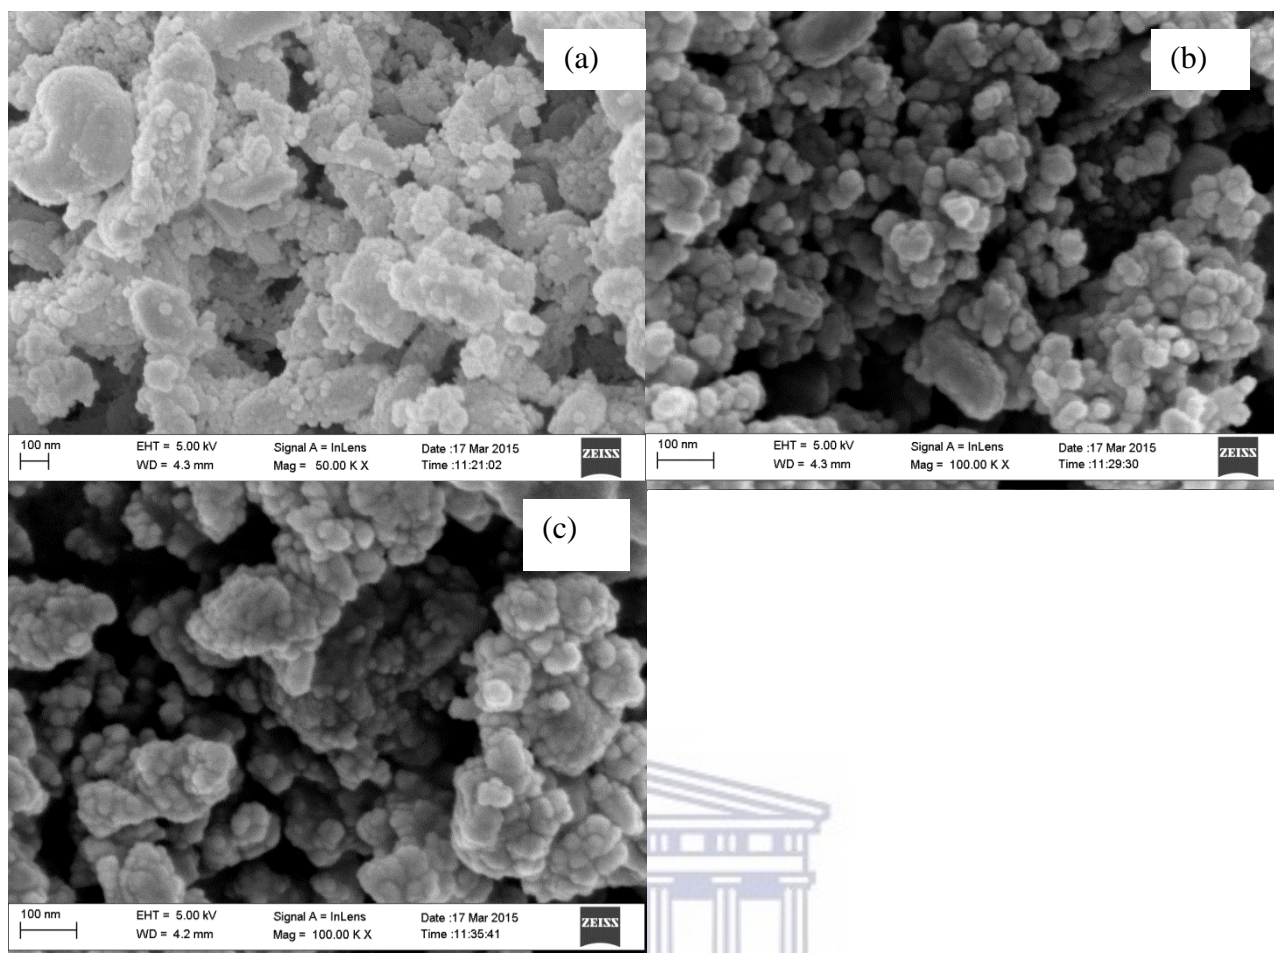 (a)
(b)
100 nm
EHT = 5.00 kV
WD = 4.3 mm
Signal A = InLens
Mag = 50.00 K X
Date :17 Mar 2015
Time :11:21:02
ZEISS
100 nm
EHT = 5.00 kV
WD = 4.3 mm
Signal A = InLens
Mag = 100.00 K X
Date :17 Mar 2015
Time :11:29:30
ZEISS
(c)
100 nm
EHT = 5.00 kV
WD = 4.2 mm
Signal A = InLens
Mag = 100.00 K X
Date :17 Mar 2015
Time :11:35:41
ZEISS